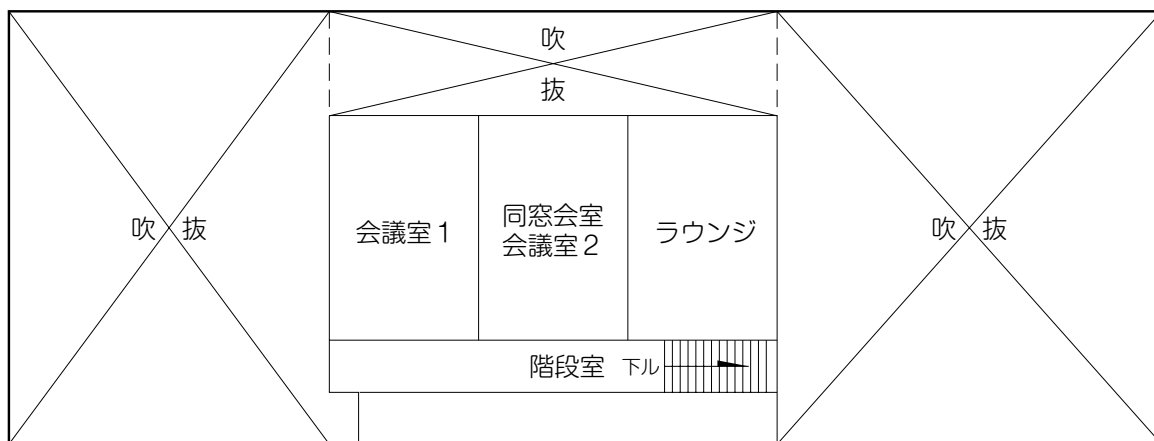 吹
抜
会議室１
同窓会室
会議室２
ラウンジ
吹 抜
吹 抜
階段室 下ル